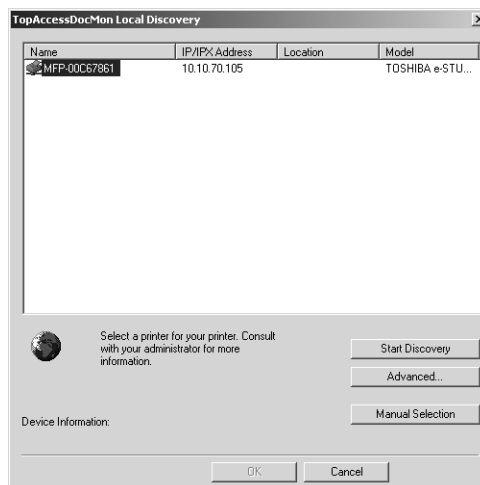 TopAccessDocMon Local Discovery
Name IP/IPX Address Location Model
MFP-00C67861 10.10.70.105 TOSHIBA e-STU...
Select a printer for your printer. Consult
with your administrator for more
information.
Start Discovery
Advanced...
Manual Selection
Device Information:
OK Cancel